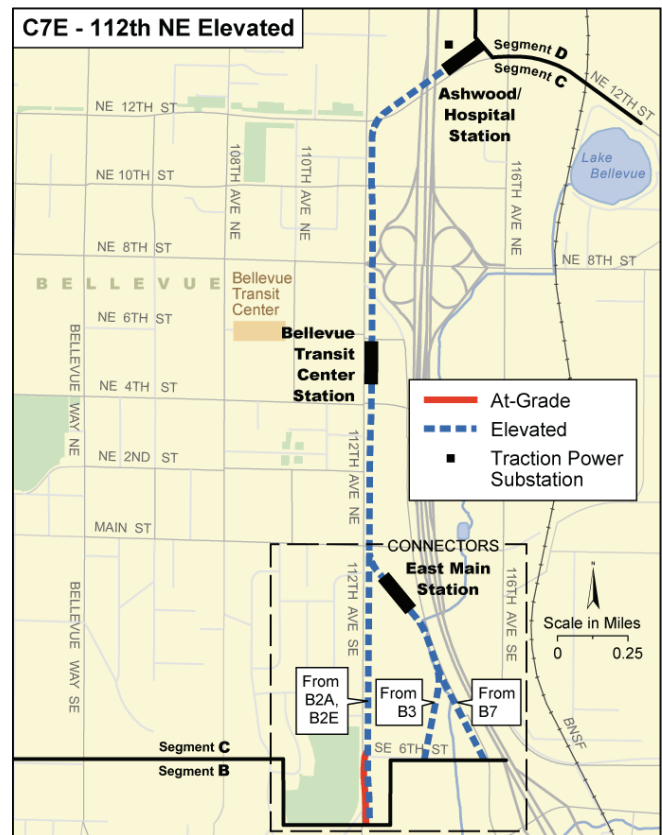 C7E - 112th NE Elevated
Segment D
Segment C
NE 12TH ST
Ashwood/
Hospital
Station
NE 12TH ST
Lake
Bellevue
108TH AVE NE
110TH AVE NE
116TH AVE NE
NE 10TH ST
NE 8TH ST
NE 8TH ST
BELLEVUE
Bellevue
Transit
Center
NE 6TH ST
Bellevue
Transit
Center
Station
BELLEVUE WAY NE
NE 4TH ST
At-Grade
Elevated
Traction Power
Substation
112TH AVE NE
NE 2ND ST
MAIN ST
CONNECTORS
East Main
Station
112TH AVE SE
116TH AVE SE
N
Scale in Miles
0 0.25
BELLEVUE WAY SE
From
B2A,
B2E
From
B3
From
B7
BNSF
SE 6TH ST
Segment C
Segment B